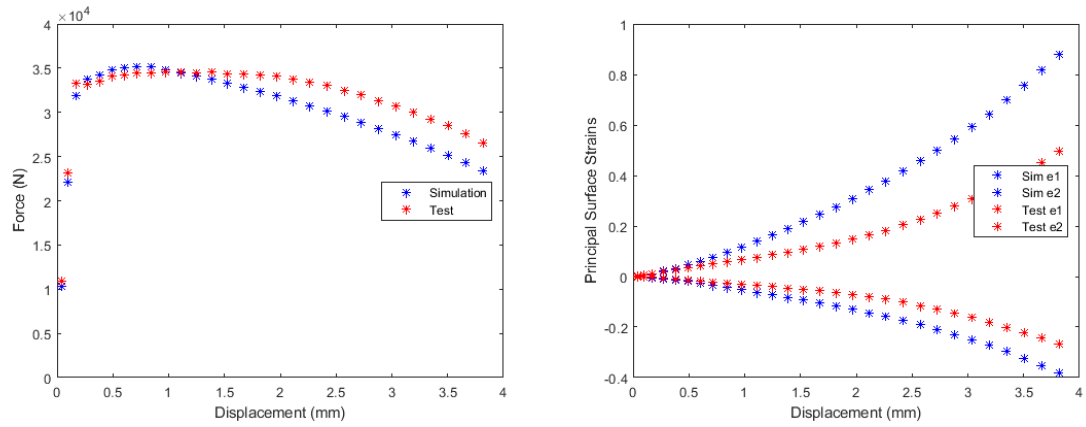 ×10⁴
4
3.5
3
2.5
2
1.5
1
0.5
0
Force (N)
0 0.5 1 1.5 2 2.5 3 3.5 4
Displacement (mm)
Simulation
Test
1
0.8
0.6
0.4
0.2
0
-0.2
-0.4
Principal Surface Strains
0 0.5 1 1.5 2 2.5 3 3.5 4
Displacement (mm)
Sim e1
Sim e2
Test e1
Test e2